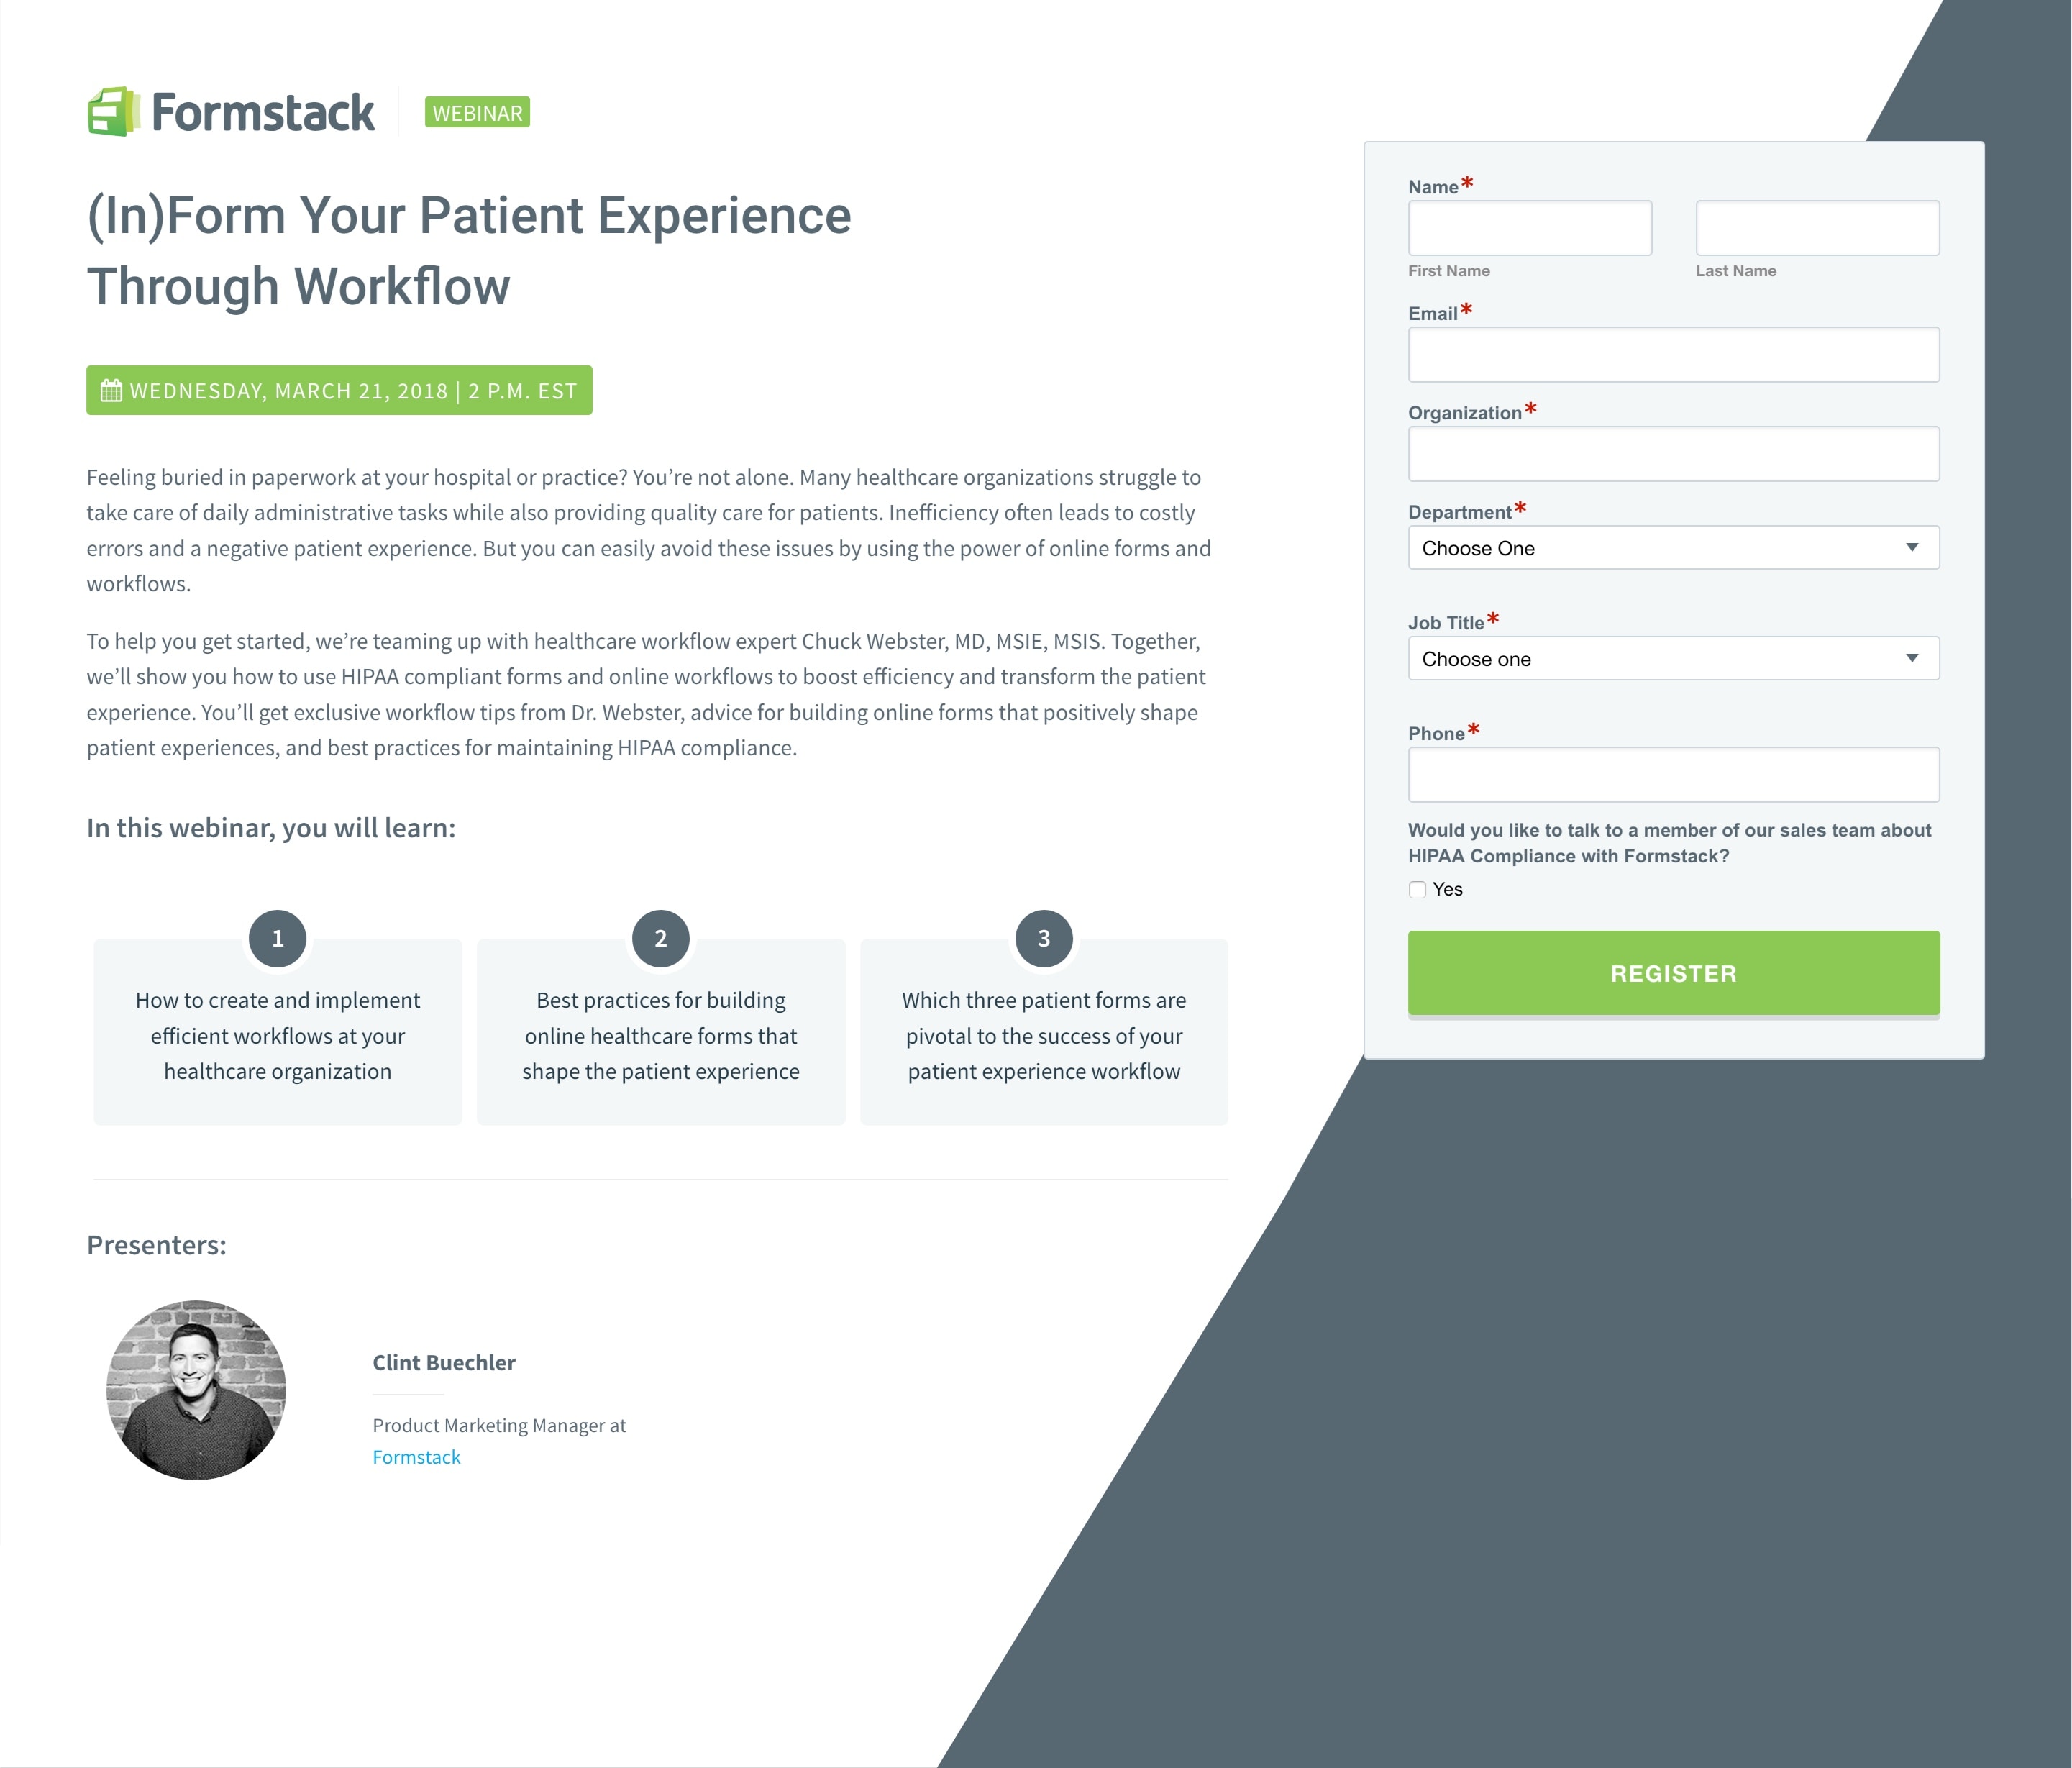 Formstack
WEBINAR
(In)Form Your Patient Experience
Through Workflow
WEDNESDAY, MARCH 21, 2018 | 2 P.M. EST
Feeling buried in paperwork at your hospital or practice? You’re not alone. Many healthcare organizations struggle to
take care of daily administrative tasks while also providing quality care for patients. Inefficiency often leads to costly
errors and a negative patient experience. But you can easily avoid these issues by using the power of online forms and
workflows.
To help you get started, we’re teaming up with healthcare workflow expert Chuck Webster, MD, MSIE, MSIS. Together,
we’ll show you how to use HIPAA compliant forms and online workflows to boost efficiency and transform the patient
experience. You’ll get exclusive workflow tips from Dr. Webster, advice for building online forms that positively shape
patient experiences, and best practices for maintaining HIPAA compliance.
In this webinar, you will learn:
1
How to create and implement
efficient workflows at your
healthcare organization
2
Best practices for building
online healthcare forms that
shape the patient experience
3
Which three patient forms are
pivotal to the success of your
patient experience workflow
Presenters:
Clint Buechler
Product Marketing Manager at
Formstack
Name*
First Name
Last Name
Email*
Organization*
Department*
Choose One
Job Title*
Choose one
Phone*
Would you like to talk to a member of our sales team about
HIPAA Compliance with Formstack?
Yes
REGISTER